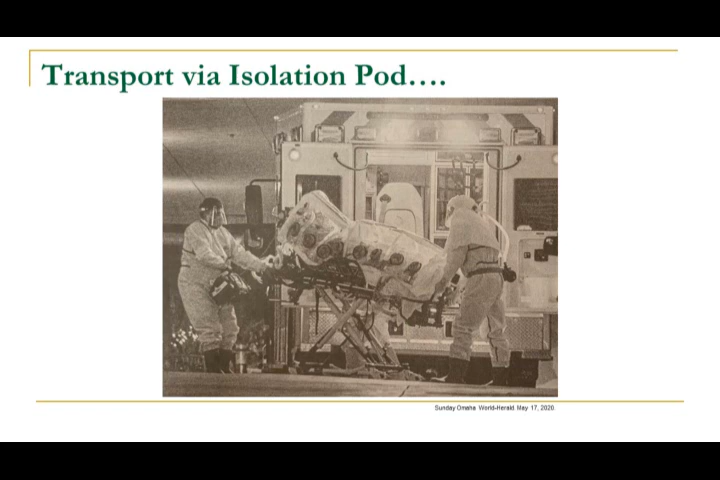 Transport via Isolation Pod….
Sunday Omaha World-Herald May 17, 2020